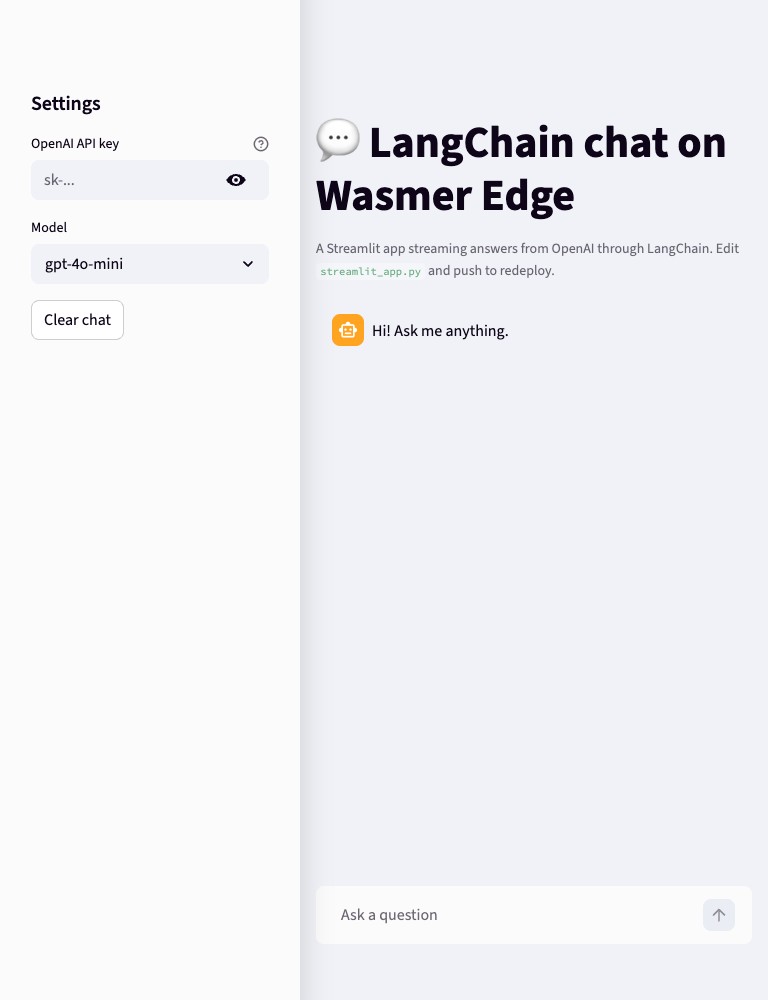 Settings
OpenAI API key
sk-...
Model
gpt-4o-mini
Clear chat
LangChain chat on
Wasmer Edge
A Streamlit app streaming answers from OpenAI through LangChain. Edit
streamlit_app.py and push to redeploy.
Hi! Ask me anything.
Ask a question